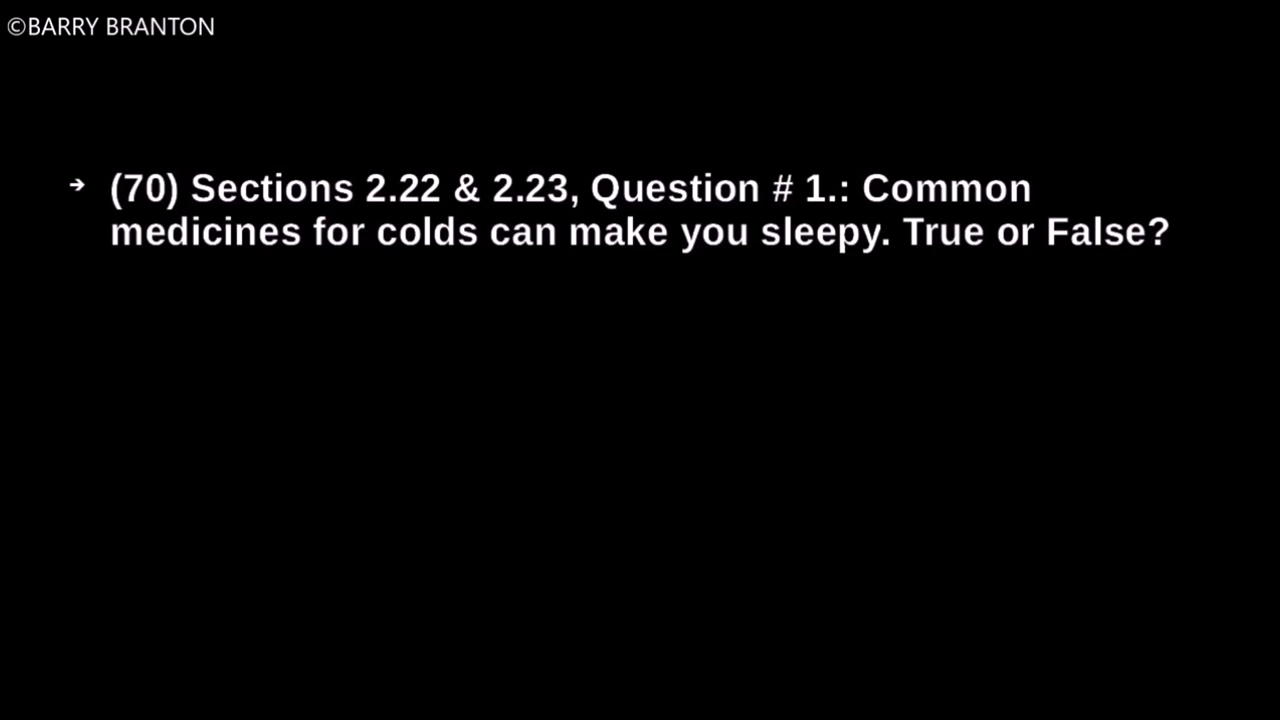 ©BARRY BRANTON
➔ (70) Sections 2.22 & 2.23, Question # 1.: Common
medicines for colds can make you sleepy. True or False?